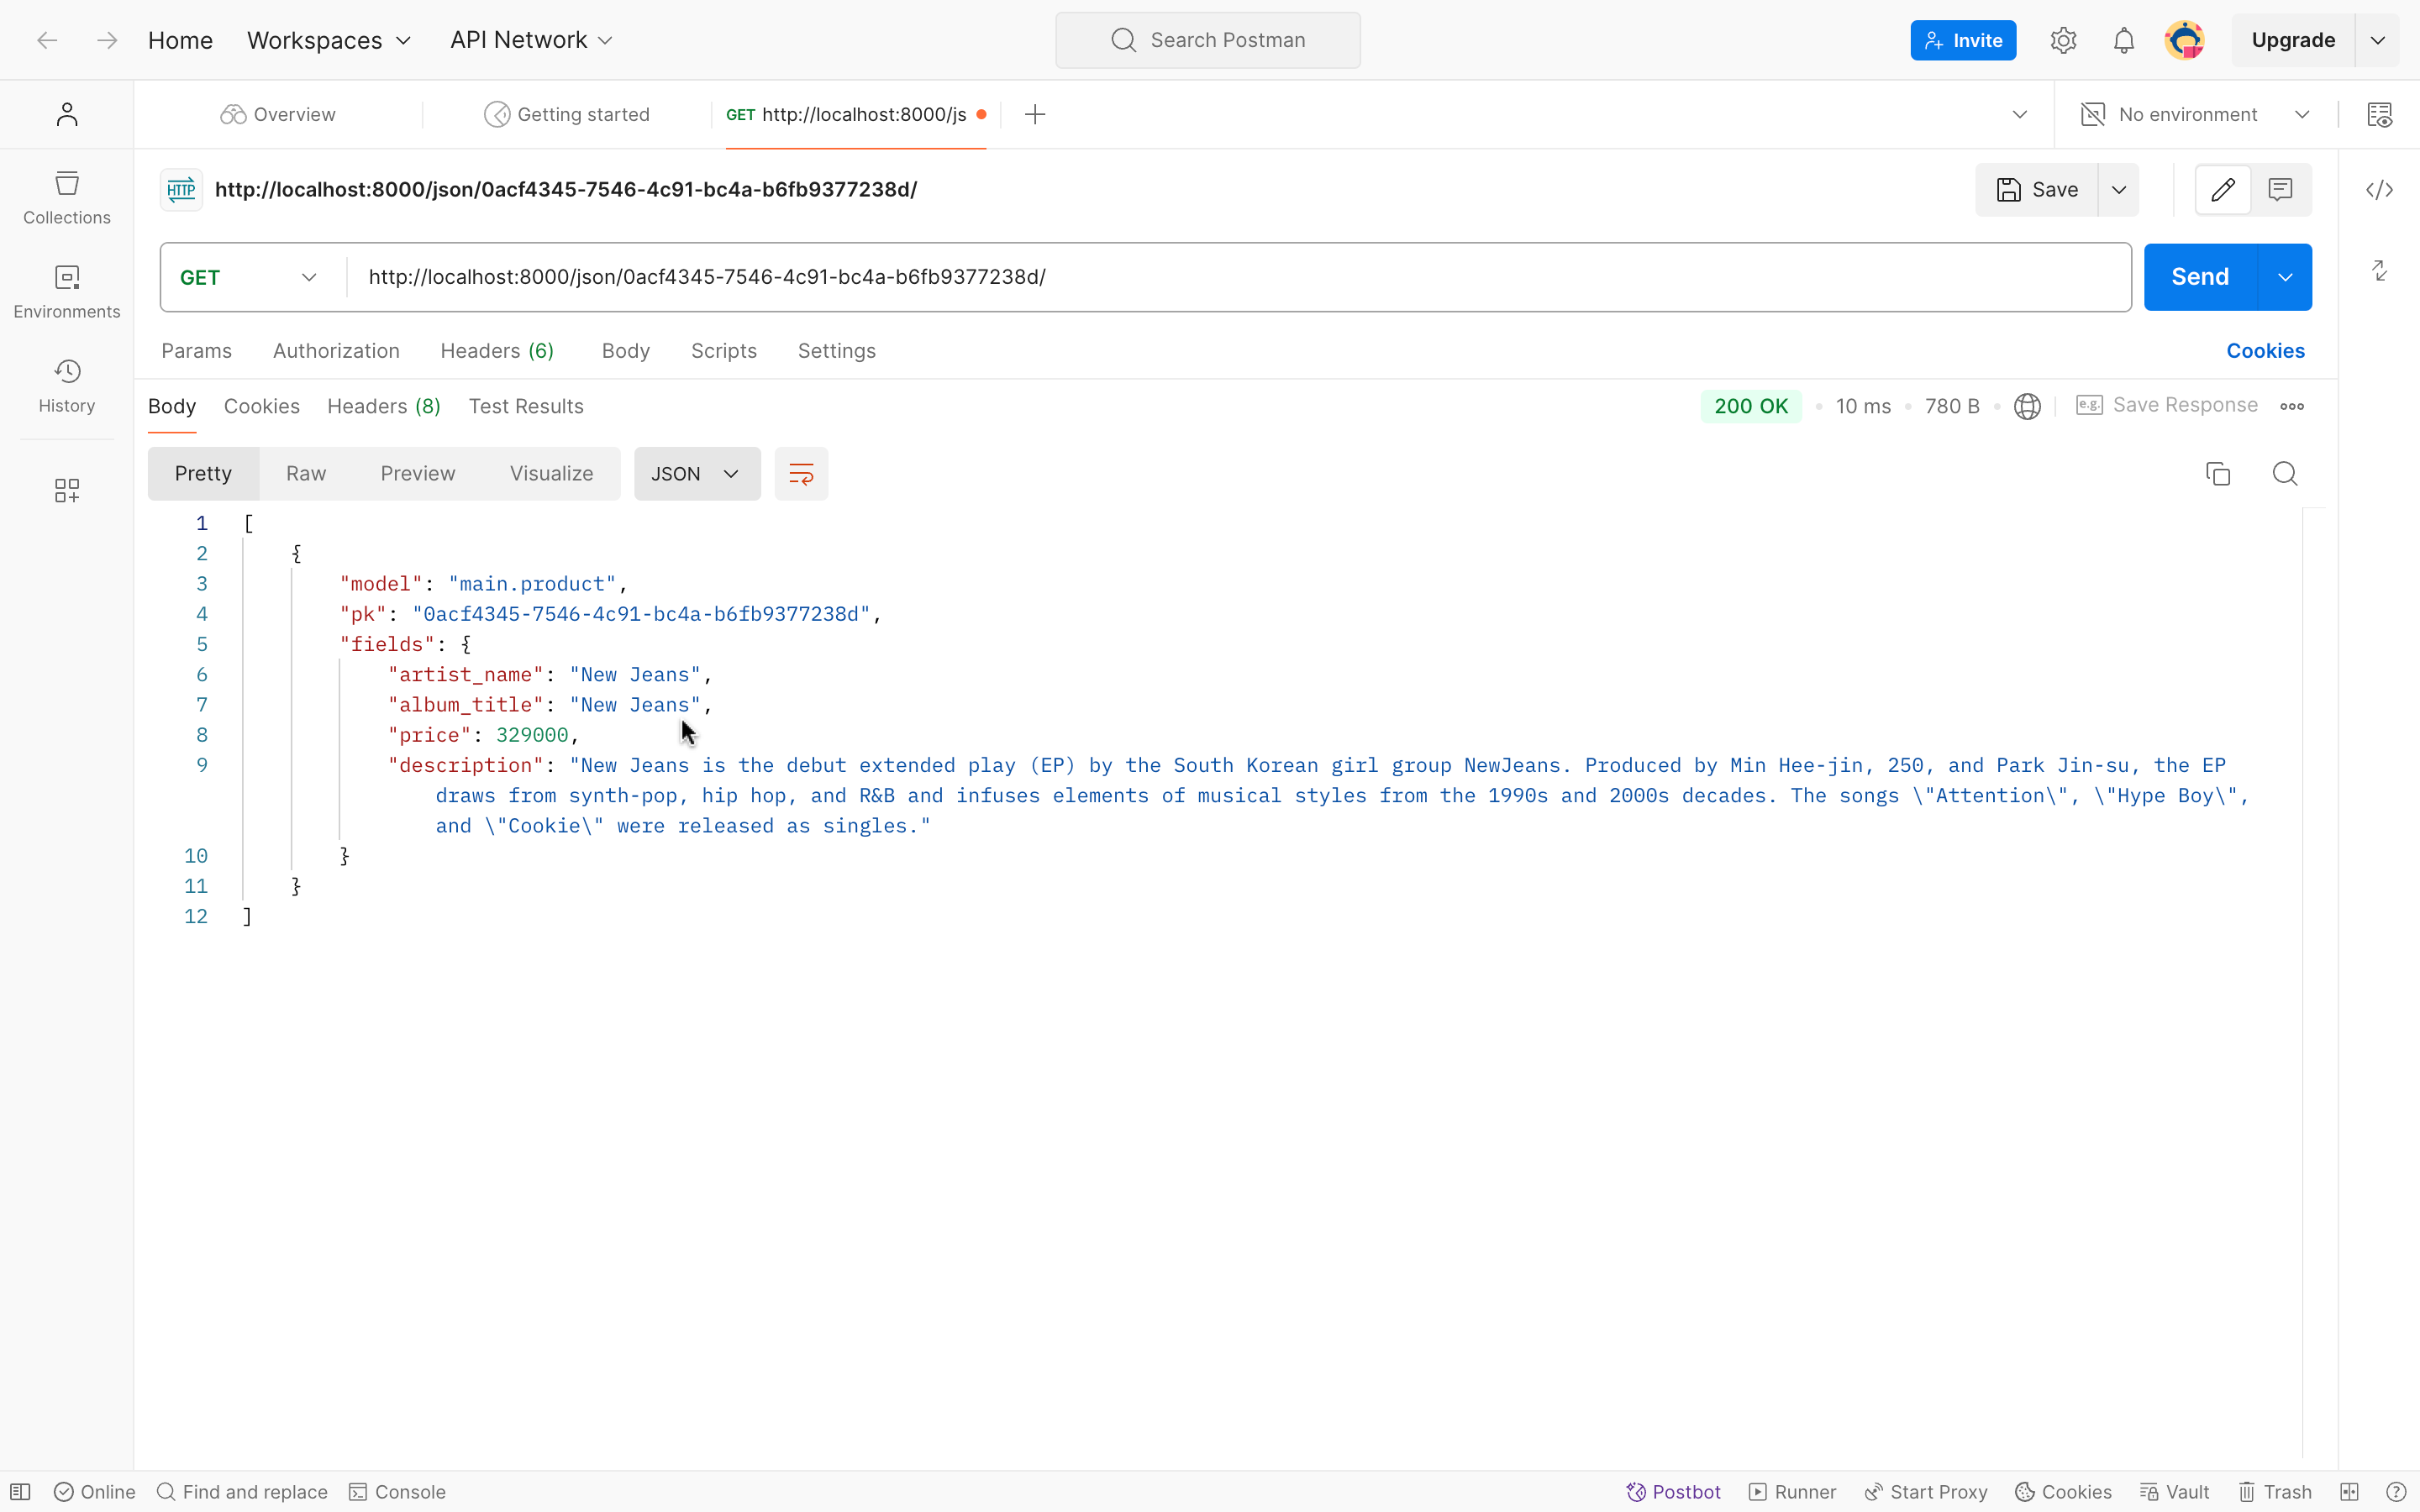 Home Workspaces API Network Search Postman Invite Upgrade
Overview Getting started GET http://localhost:8000/js No environment
HTTP http://localhost:8000/json/0acf4345-7546-4c91-bc4a-b6fb9377238d/ Save
Collections
GET http://localhost:8000/json/0acf4345-7546-4c91-bc4a-b6fb9377238d/ Send
Environments
Params Authorization Headers (6) Body Scripts Settings Cookies
History
Body Cookies Headers (8) Test Results 200 OK 10 ms 780 B e.g. Save Response
Pretty Raw Preview Visualize JSON
1 [
2 {
3 "model": "main.product",
4 "pk": "0acf4345-7546-4c91-bc4a-b6fb9377238d",
5 "fields": {
6 "artist_name": "New Jeans",
7 "album_title": "New Jeans",
8 "price": 329000,
9 "description": "New Jeans is the debut extended play (EP) by the South Korean girl group NewJeans. Produced by Min Hee-jin, 250, and Park Jin-su, the EP
draws from synth-pop, hip hop, and R&B and infuses elements of musical styles from the 1990s and 2000s decades. The songs \"Attention\", \"Hype Boy\",
and \"Cookie\" were released as singles."
10 }
11 }
12 ]
Online Find and replace Console Postbot Runner Start Proxy Cookies Vault Trash